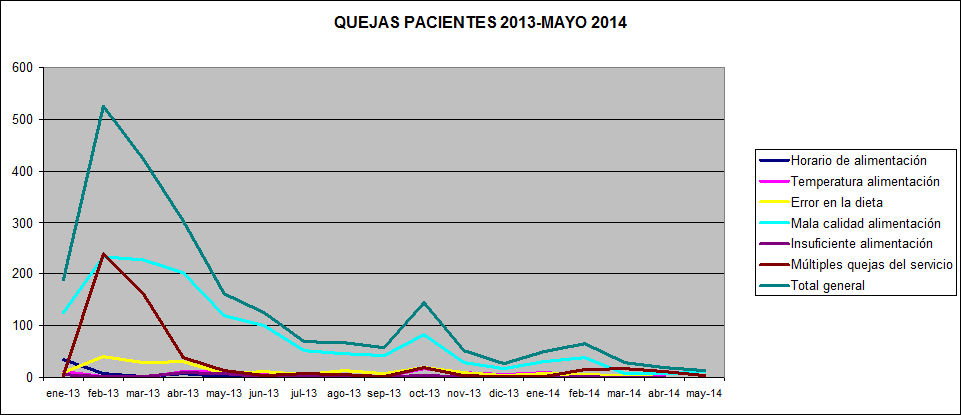 QUEJAS PACIENTES 2013-MAYO 2014
600
500
400
300
200
100
0
ene-13 feb-13 mar-13 abr-13 may-13 jun-13 jul-13 ago-13 sep-13 oct-13 nov-13 dic-13 ene-14 feb-14 mar-14 abr-14 may-14
Horario de alimentación
Temperatura alimentación
Error en la dieta
Mala calidad alimentación
Insuficiente alimentación
Múltiples quejas del servicio
Total general